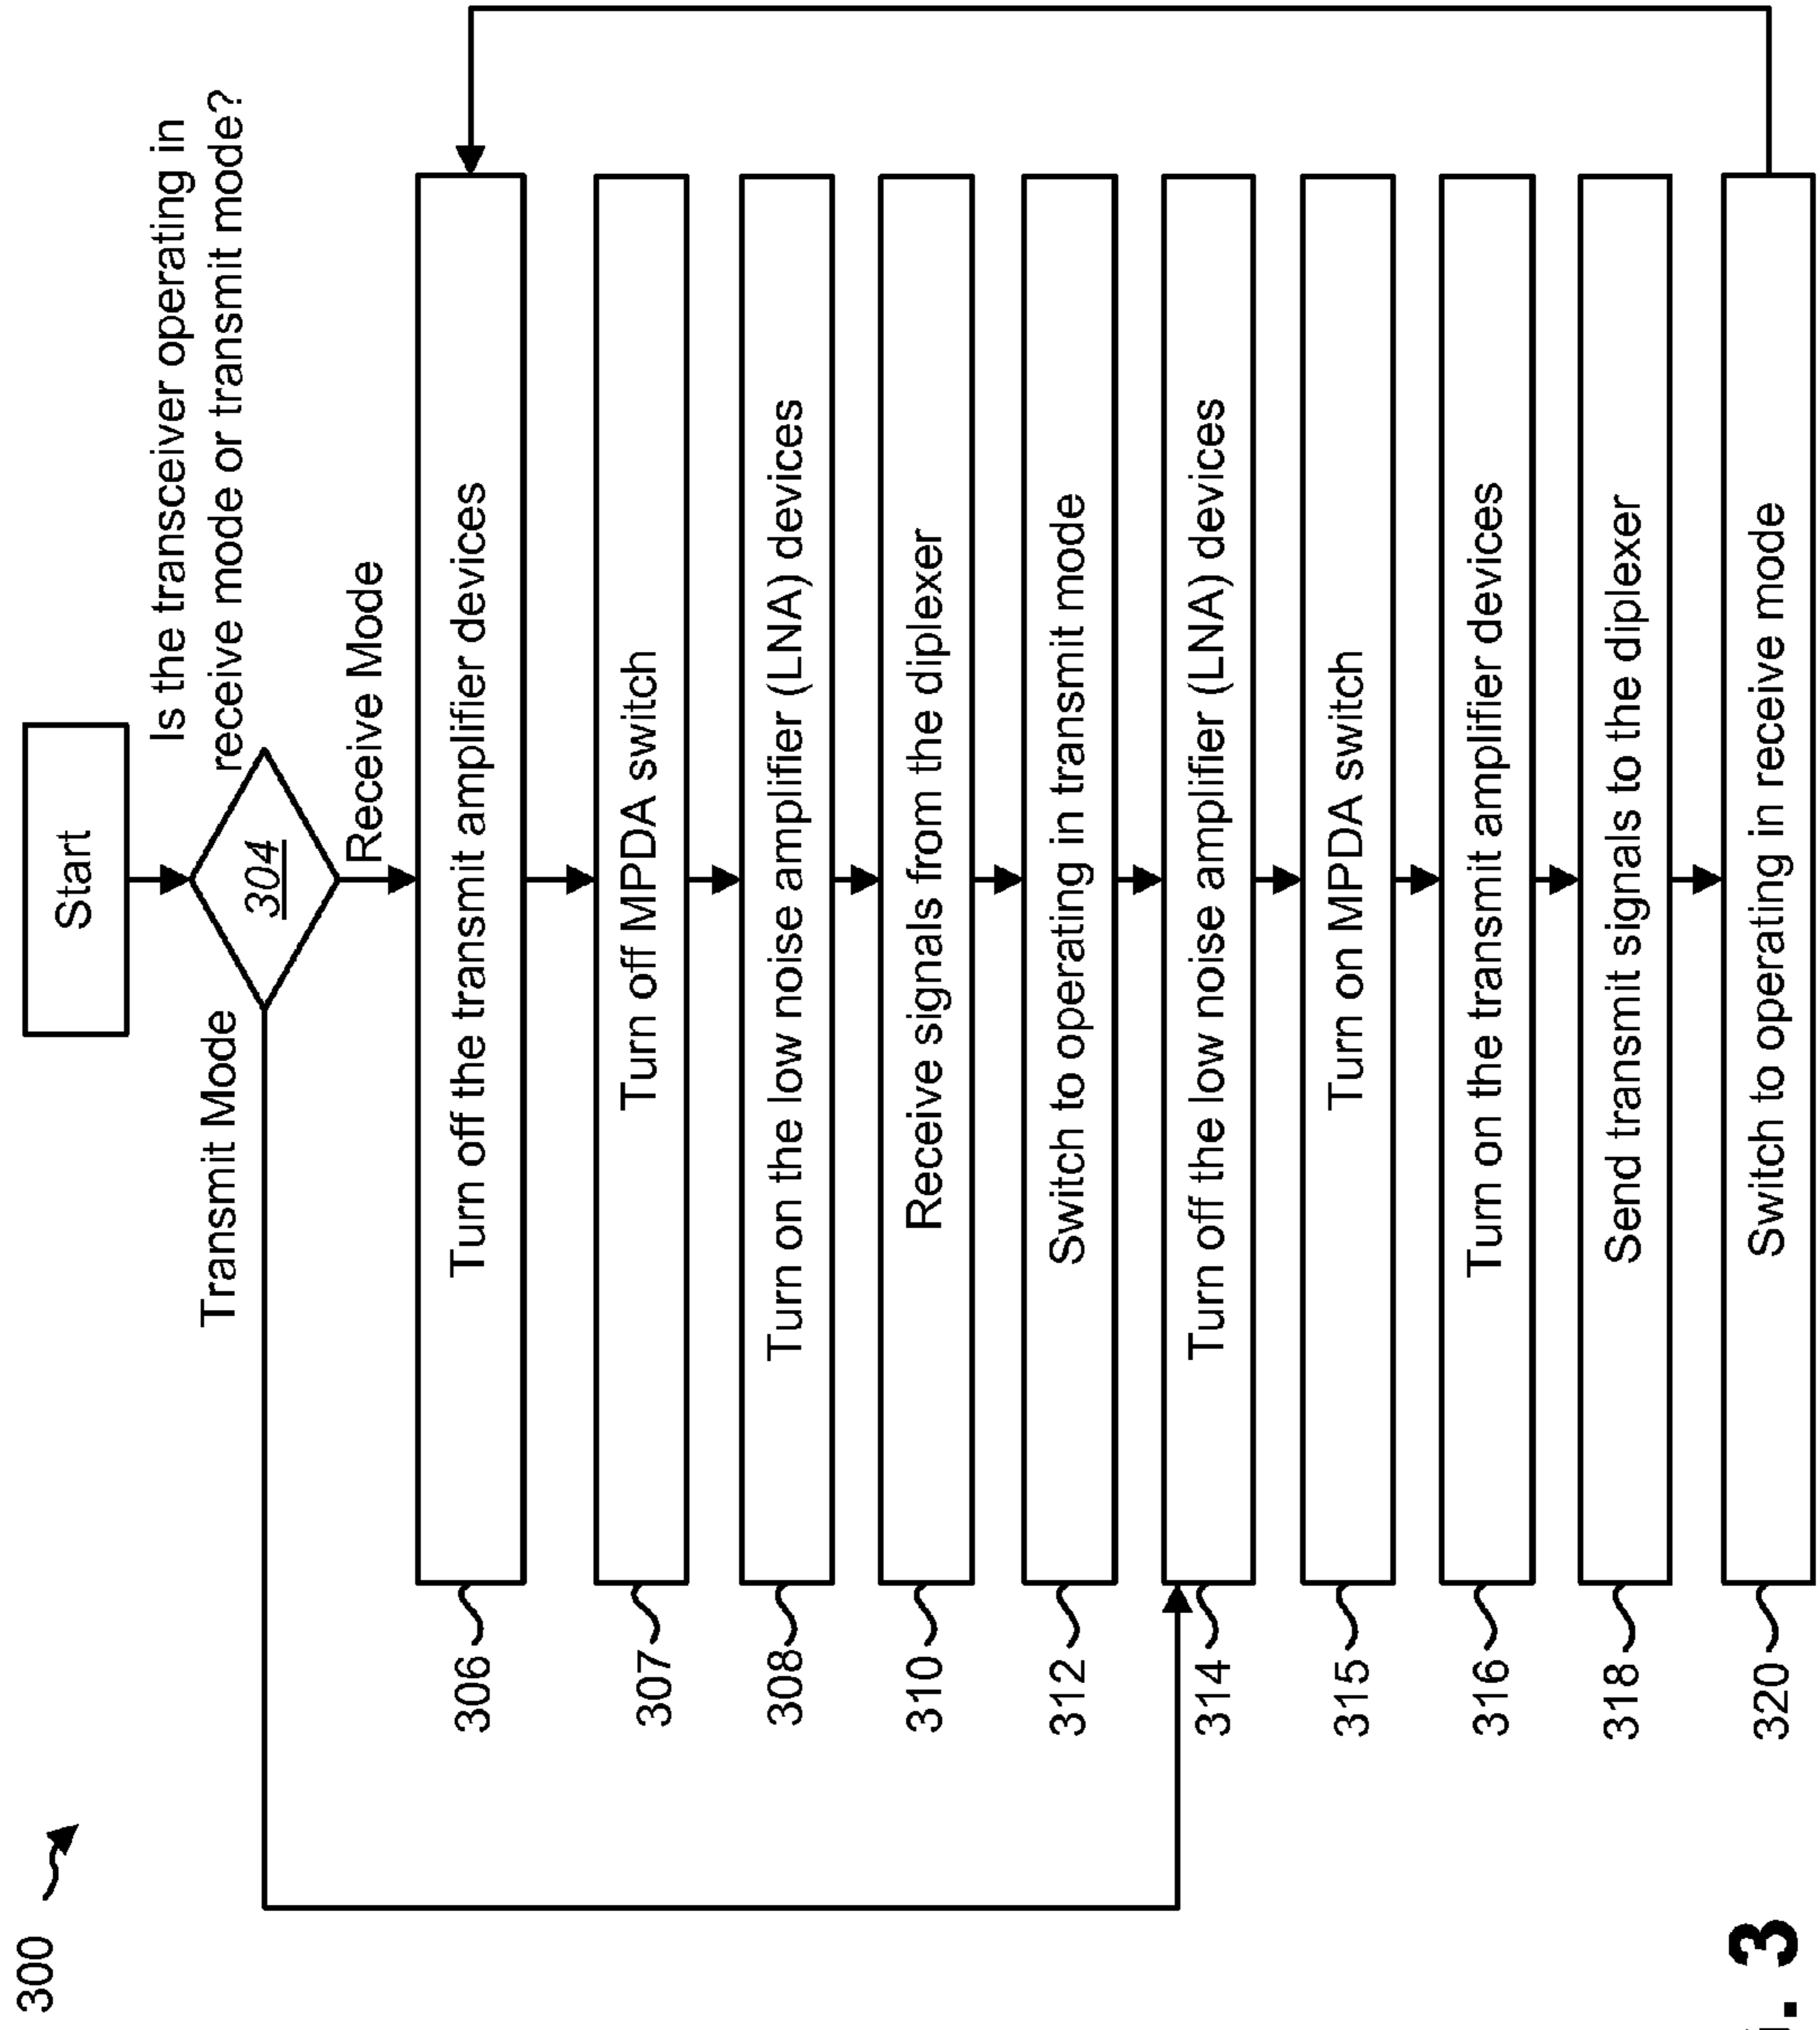 300
Start
Is the transceiver operating in
receive mode or transmit mode?
304
Transmit Mode
Receive Mode
306
Turn off the transmit amplifier devices
307
Turn off MPDA switch
308
Turn on the low noise amplifier (LNA) devices
310
Receive signals from the diplexer
312
Switch to operating in transmit mode
314
Turn off the low noise amplifier (LNA) devices
315
Turn on MPDA switch
316
Turn on the transmit amplifier devices
318
Send transmit signals to the diplexer
320
Switch to operating in receive mode
. 3